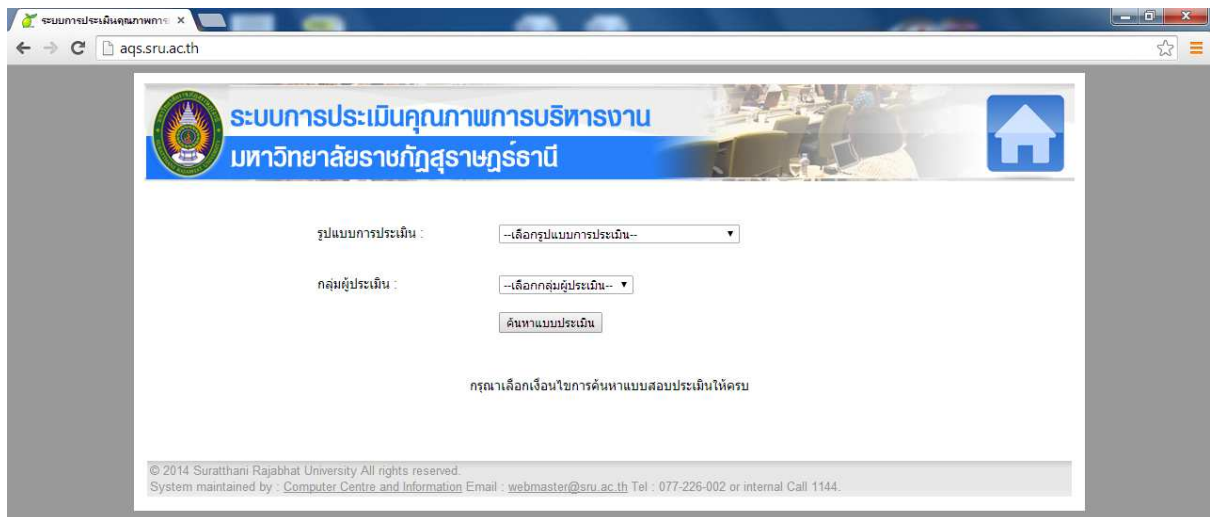 ระบบการประเมินคุณภาพการ
aqs.sru.ac.th
ระบบการประเมินคุณภาพการบริหารงาน
มหาวิทยาลัยราชภัฏสุราษฎร์ธานี
รูปแบบการประเมิน :
--เลือกรูปแบบการประเมิน--
กลุ่มผู้ประเมิน :
--เลือกกลุ่มผู้ประเมิน--
ค้นหาแบบประเมิน
กรุณาเลือกเงื่อนไขการค้นหาแบบสอบประเมินให้ครบ
© 2014 Suratthani Rajabhat University All rights reserved.
System maintained by : Computer Centre and Information Email : webmaster@sru.ac.th Tel : 077-226-002 or internal Call 1144.